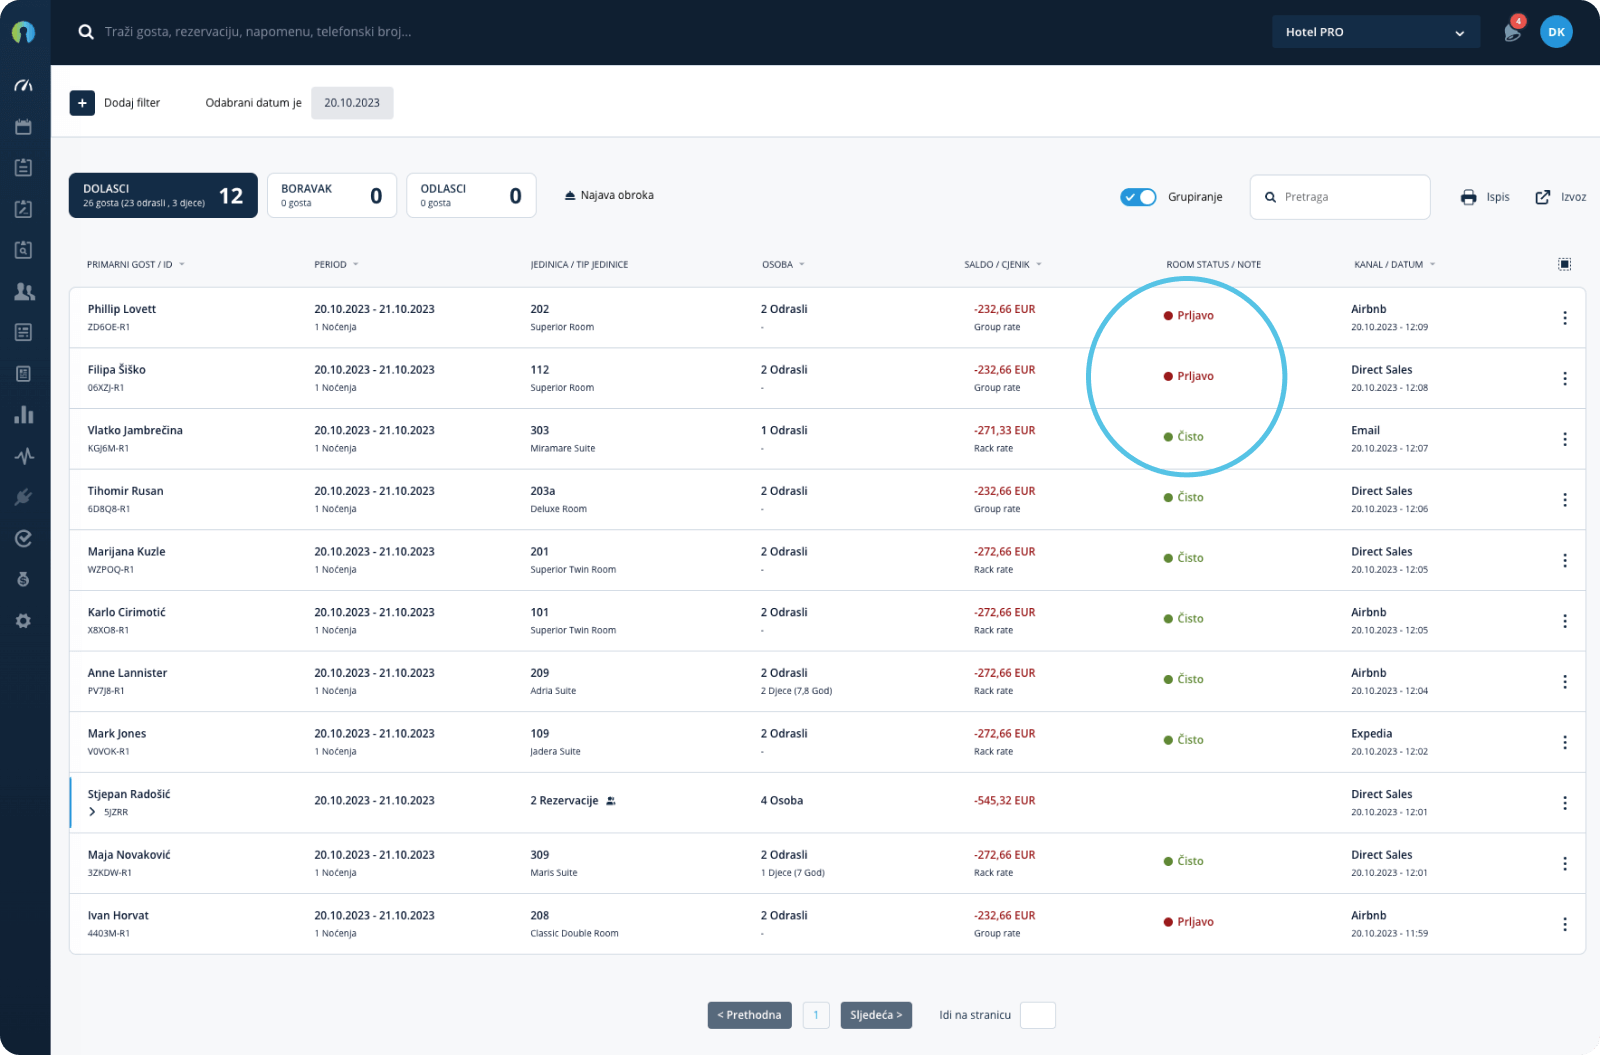 Traži gosta, rezervaciju, napomenu, telefonski broj...
Hotel PRO
4
DK
+ Dodaj filter
Odabrani datum je 20.10.2023
DOLASCI
26 gosta (23 odrasli , 3 djece)
12
BORAVAK
0 gosta
0
ODLASCI
0 gosta
0
Najava obroka
Grupiranje
Pretraga
Ispis
Izvoz
PRIMARNI GOST / ID PERIOD JEDINICA / TIP JEDINICE OSOBA SALDO / CJENIK ROOM STATUS / NOTE KANAL / DATUM
Phillip Lovett 20.10.2023 - 21.10.2023 202 2 Odrasli -232,66 EUR Prljavo Airbnb
ZD6OE-R1 1 Noćenja Superior Room - Group rate 20.10.2023 - 12:09
Filipa Šiško 20.10.2023 - 21.10.2023 112 2 Odrasli -232,66 EUR Prljavo Direct Sales
06XZJ-R1 1 Noćenja Superior Room - Group rate 20.10.2023 - 12:08
Vlatko Jambrečina 20.10.2023 - 21.10.2023 303 1 Odrasli -271,33 EUR Čisto Email
KGJ6M-R1 1 Noćenja Miramare Suite - Rack rate 20.10.2023 - 12:07
Tihomir Rusan 20.10.2023 - 21.10.2023 203a 2 Odrasli -232,66 EUR Čisto Direct Sales
6D8Q8-R1 1 Noćenja Deluxe Room - Group rate 20.10.2023 - 12:06
Marijana Kuzle 20.10.2023 - 21.10.2023 201 2 Odrasli -272,66 EUR Čisto Direct Sales
WZPOQ-R1 1 Noćenja Superior Twin Room - Rack rate 20.10.2023 - 12:05
Karlo Cirimotić 20.10.2023 - 21.10.2023 101 2 Odrasli -272,66 EUR Čisto Airbnb
X8XO8-R1 1 Noćenja Superior Twin Room - Rack rate 20.10.2023 - 12:05
Anne Lannister 20.10.2023 - 21.10.2023 209 2 Odrasli -272,66 EUR Čisto Airbnb
PV7J8-R1 1 Noćenja Adria Suite 2 Djece (7,8 God) Rack rate 20.10.2023 - 12:04
Mark Jones 20.10.2023 - 21.10.2023 109 2 Odrasli -272,66 EUR Čisto Expedia
V0VOK-R1 1 Noćenja Jadera Suite - Rack rate 20.10.2023 - 12:02
Stjepan Radošić 20.10.2023 - 21.10.2023 2 Rezervacije 4 Osoba -545,32 EUR Direct Sales
5JZRR 20.10.2023 - 12:01
Maja Novaković 20.10.2023 - 21.10.2023 309 2 Odrasli -272,66 EUR Čisto Direct Sales
3ZKDW-R1 1 Noćenja Maris Suite 1 Djece (7 God) Rack rate 20.10.2023 - 12:01
Ivan Horvat 20.10.2023 - 21.10.2023 208 2 Odrasli -232,66 EUR Prljavo Airbnb
4403M-R1 1 Noćenja Classic Double Room - Group rate 20.10.2023 - 11:59
< Prethodna 1 Sljedeća > Idi na stranicu